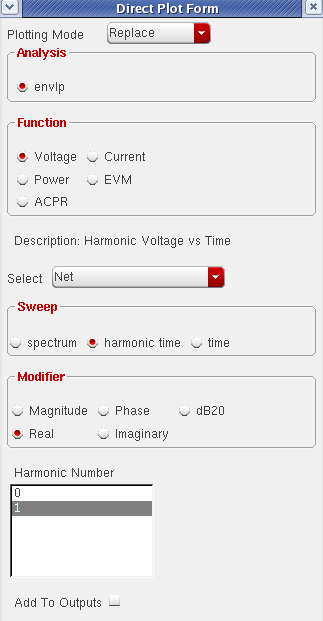 Direct Plot Form
Plotting Mode Replace
Analysis
envlp
Function
Voltage Current
Power EVM
ACPR
Description: Harmonic Voltage vs Time
Select Net
Sweep
spectrum harmonic time time
Modifier
Magnitude Phase dB20
Real Imaginary
Harmonic Number
0
1
Add To Outputs